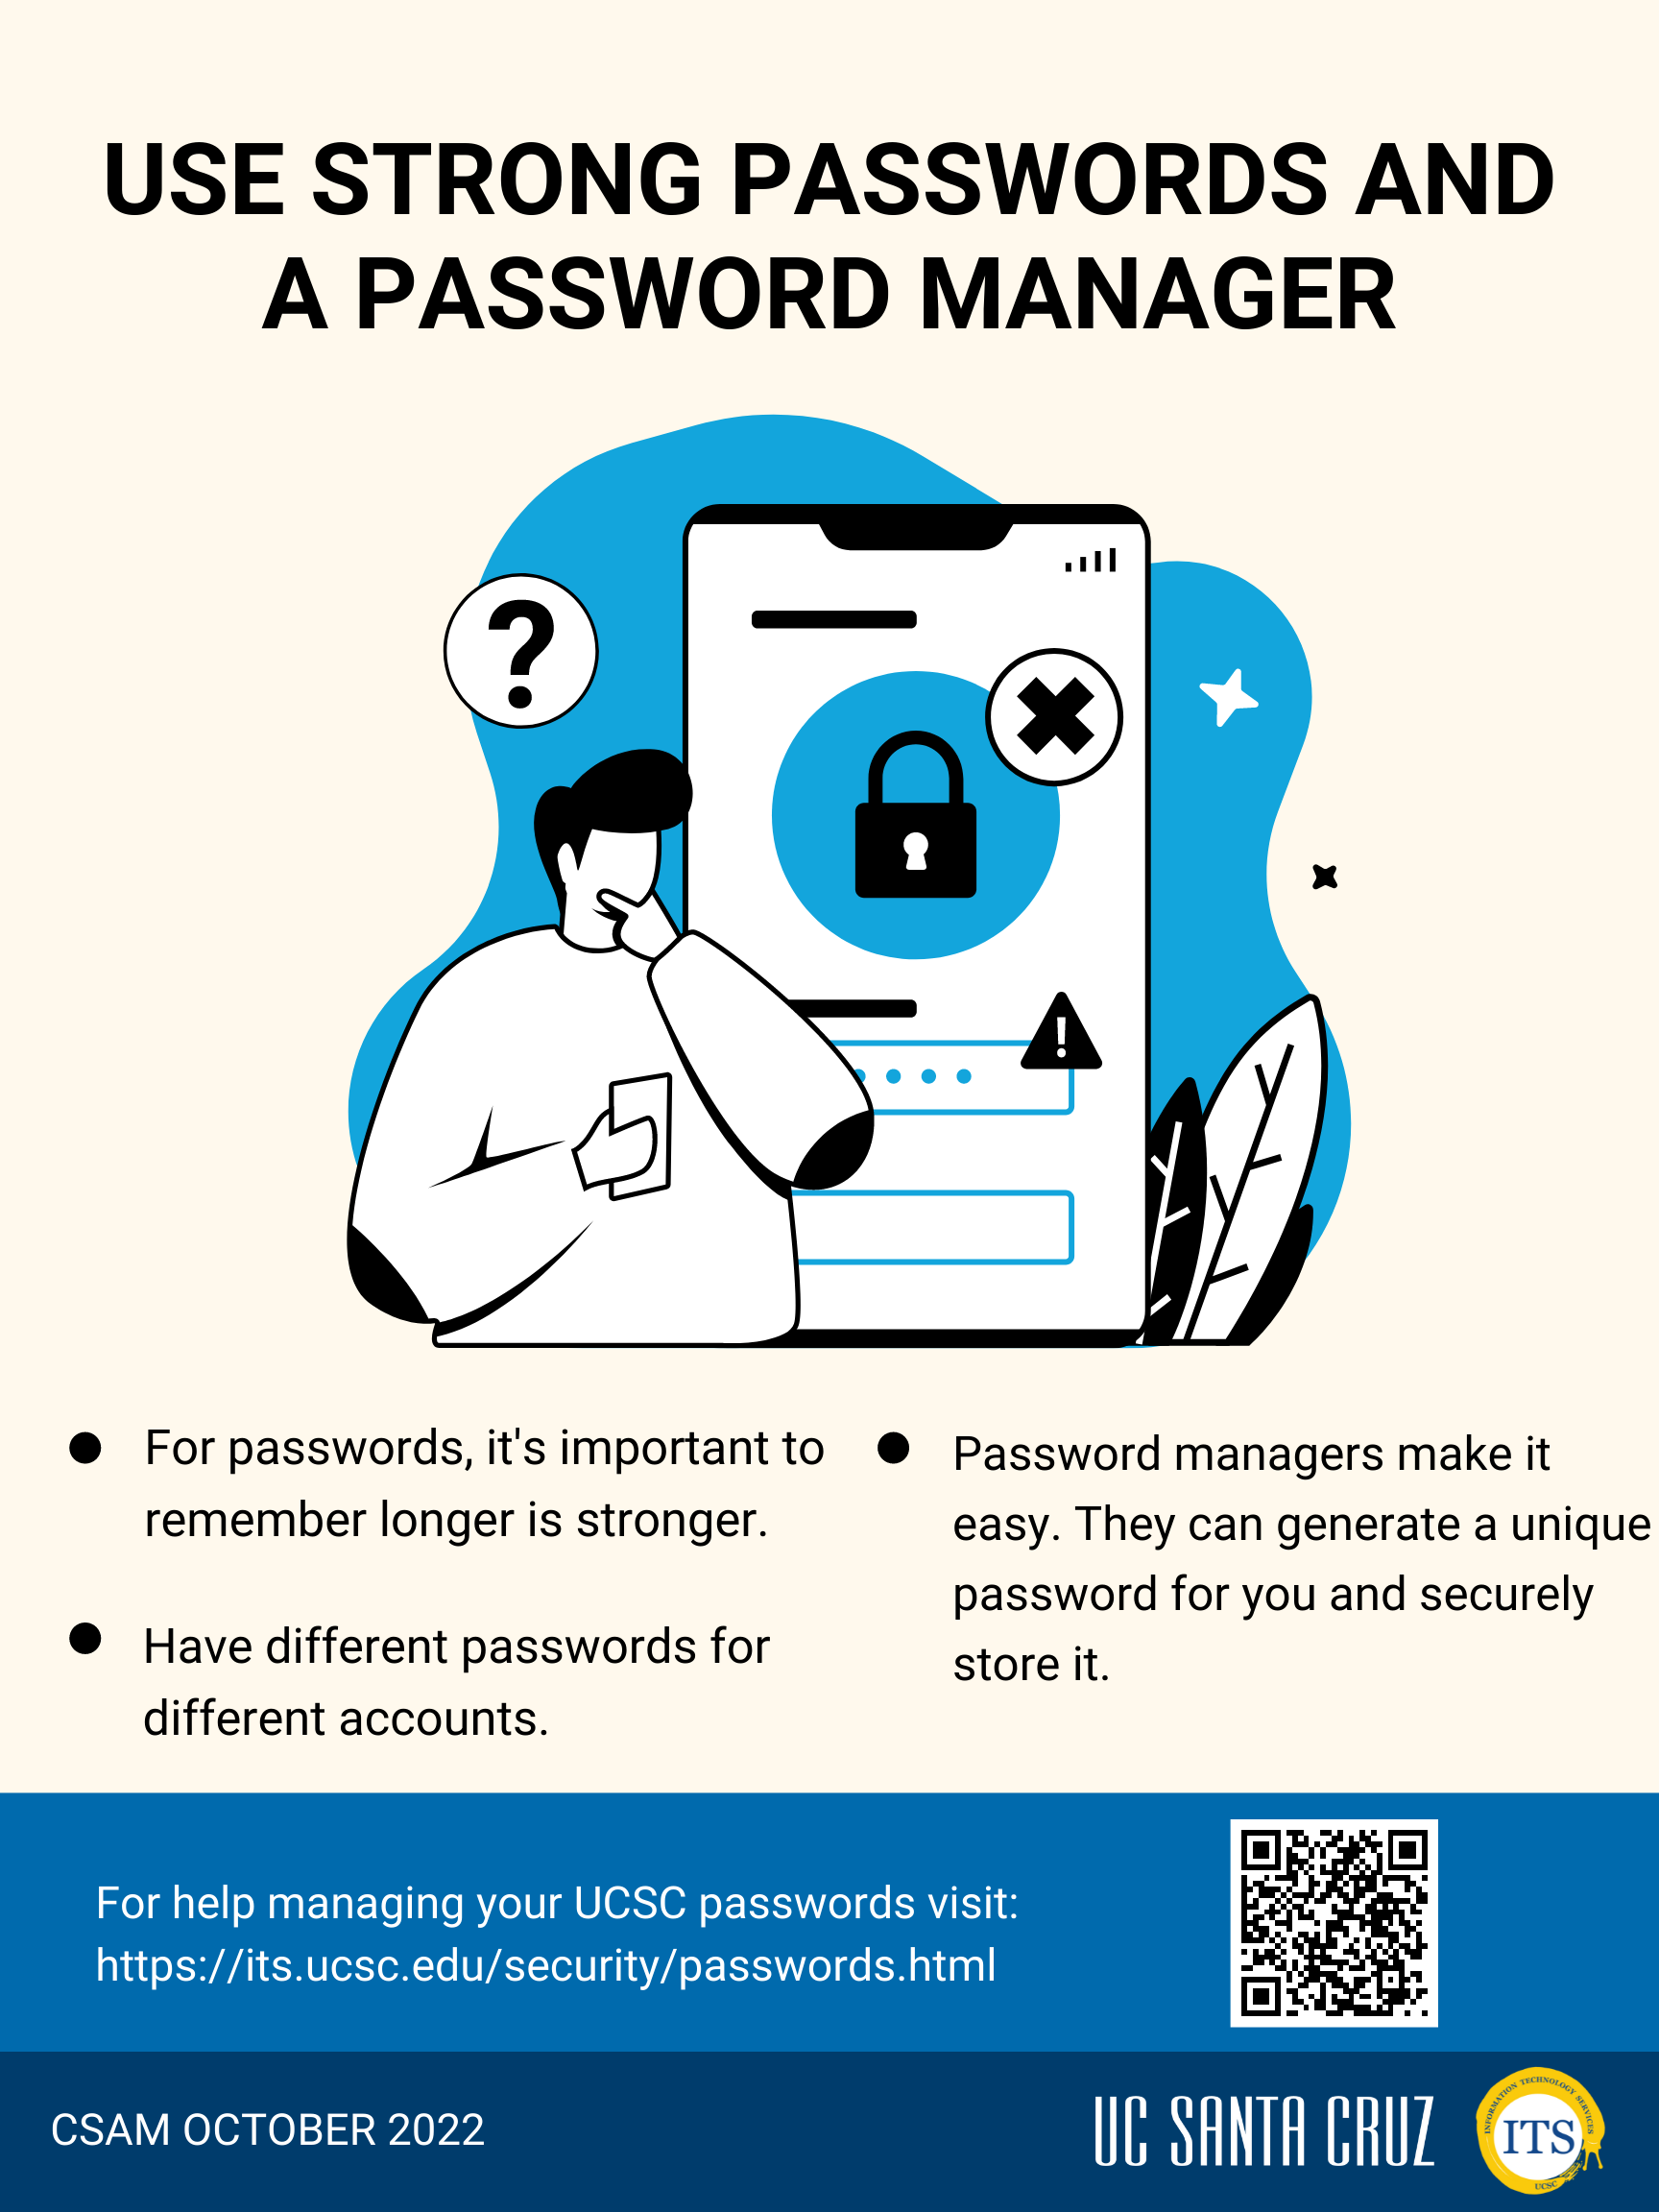 USE STRONG PASSWORDS AND
A PASSWORD MANAGER
?
!
For passwords, it's important to
remember longer is stronger.
Have different passwords for
different accounts.
Password managers make it
easy. They can generate a unique
password for you and securely
store it.
For help managing your UCSC passwords visit:
https://its.ucsc.edu/security/passwords.html
CSAM OCTOBER 2022
UC SANTA CRUZ
INFORMATION TECHNOLOGY SERVICES
ITS
UCSC